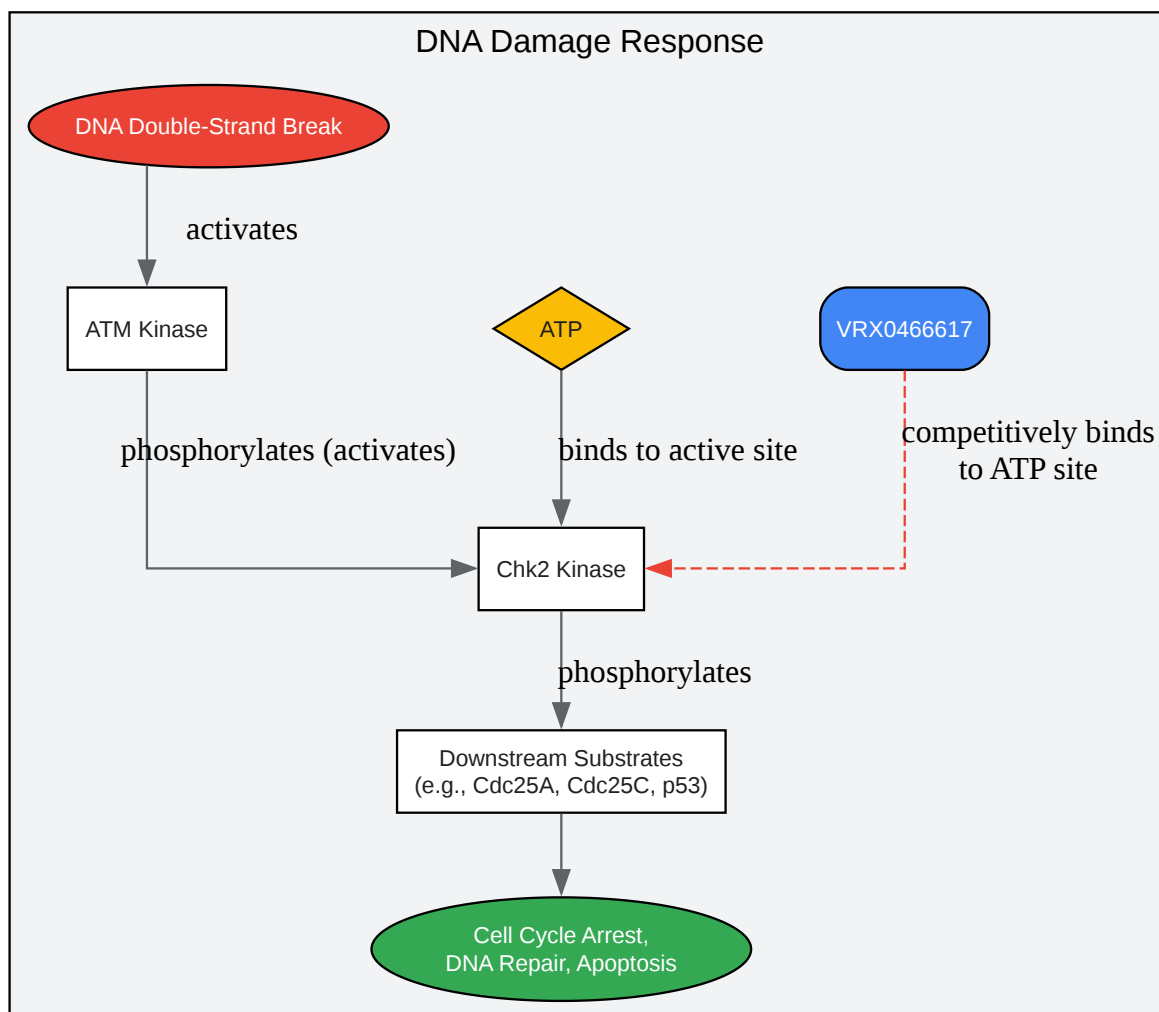 DNA Damage Response
DNA Double-Strand Break
activates
ATM Kinase
ATP
VRX0466617
phosphorylates (activates)
binds to active site
competitively binds
to ATP site
Chk2 Kinase
phosphorylates
Downstream Substrates
(e.g., Cdc25A, Cdc25C, p53)
Cell Cycle Arrest,
DNA Repair, Apoptosis